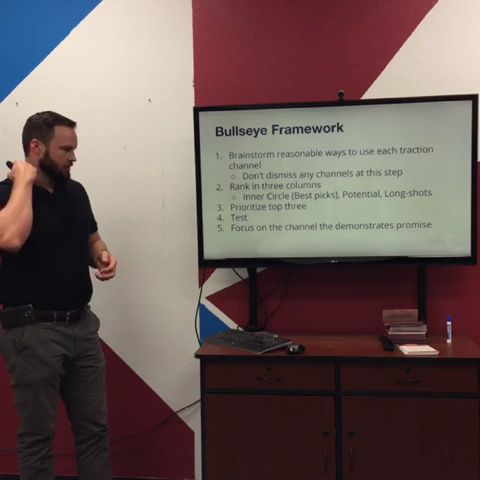 Bullseye Framework
1. Brainstorm reasonable ways to use each traction
channel
○ Don't dismiss any channels at this step
2. Rank in three columns
○ Inner Circle (Best picks), Potential, Long-shots
3. Prioritize top three
4. Test
5. Focus on the channel the demonstrates promise